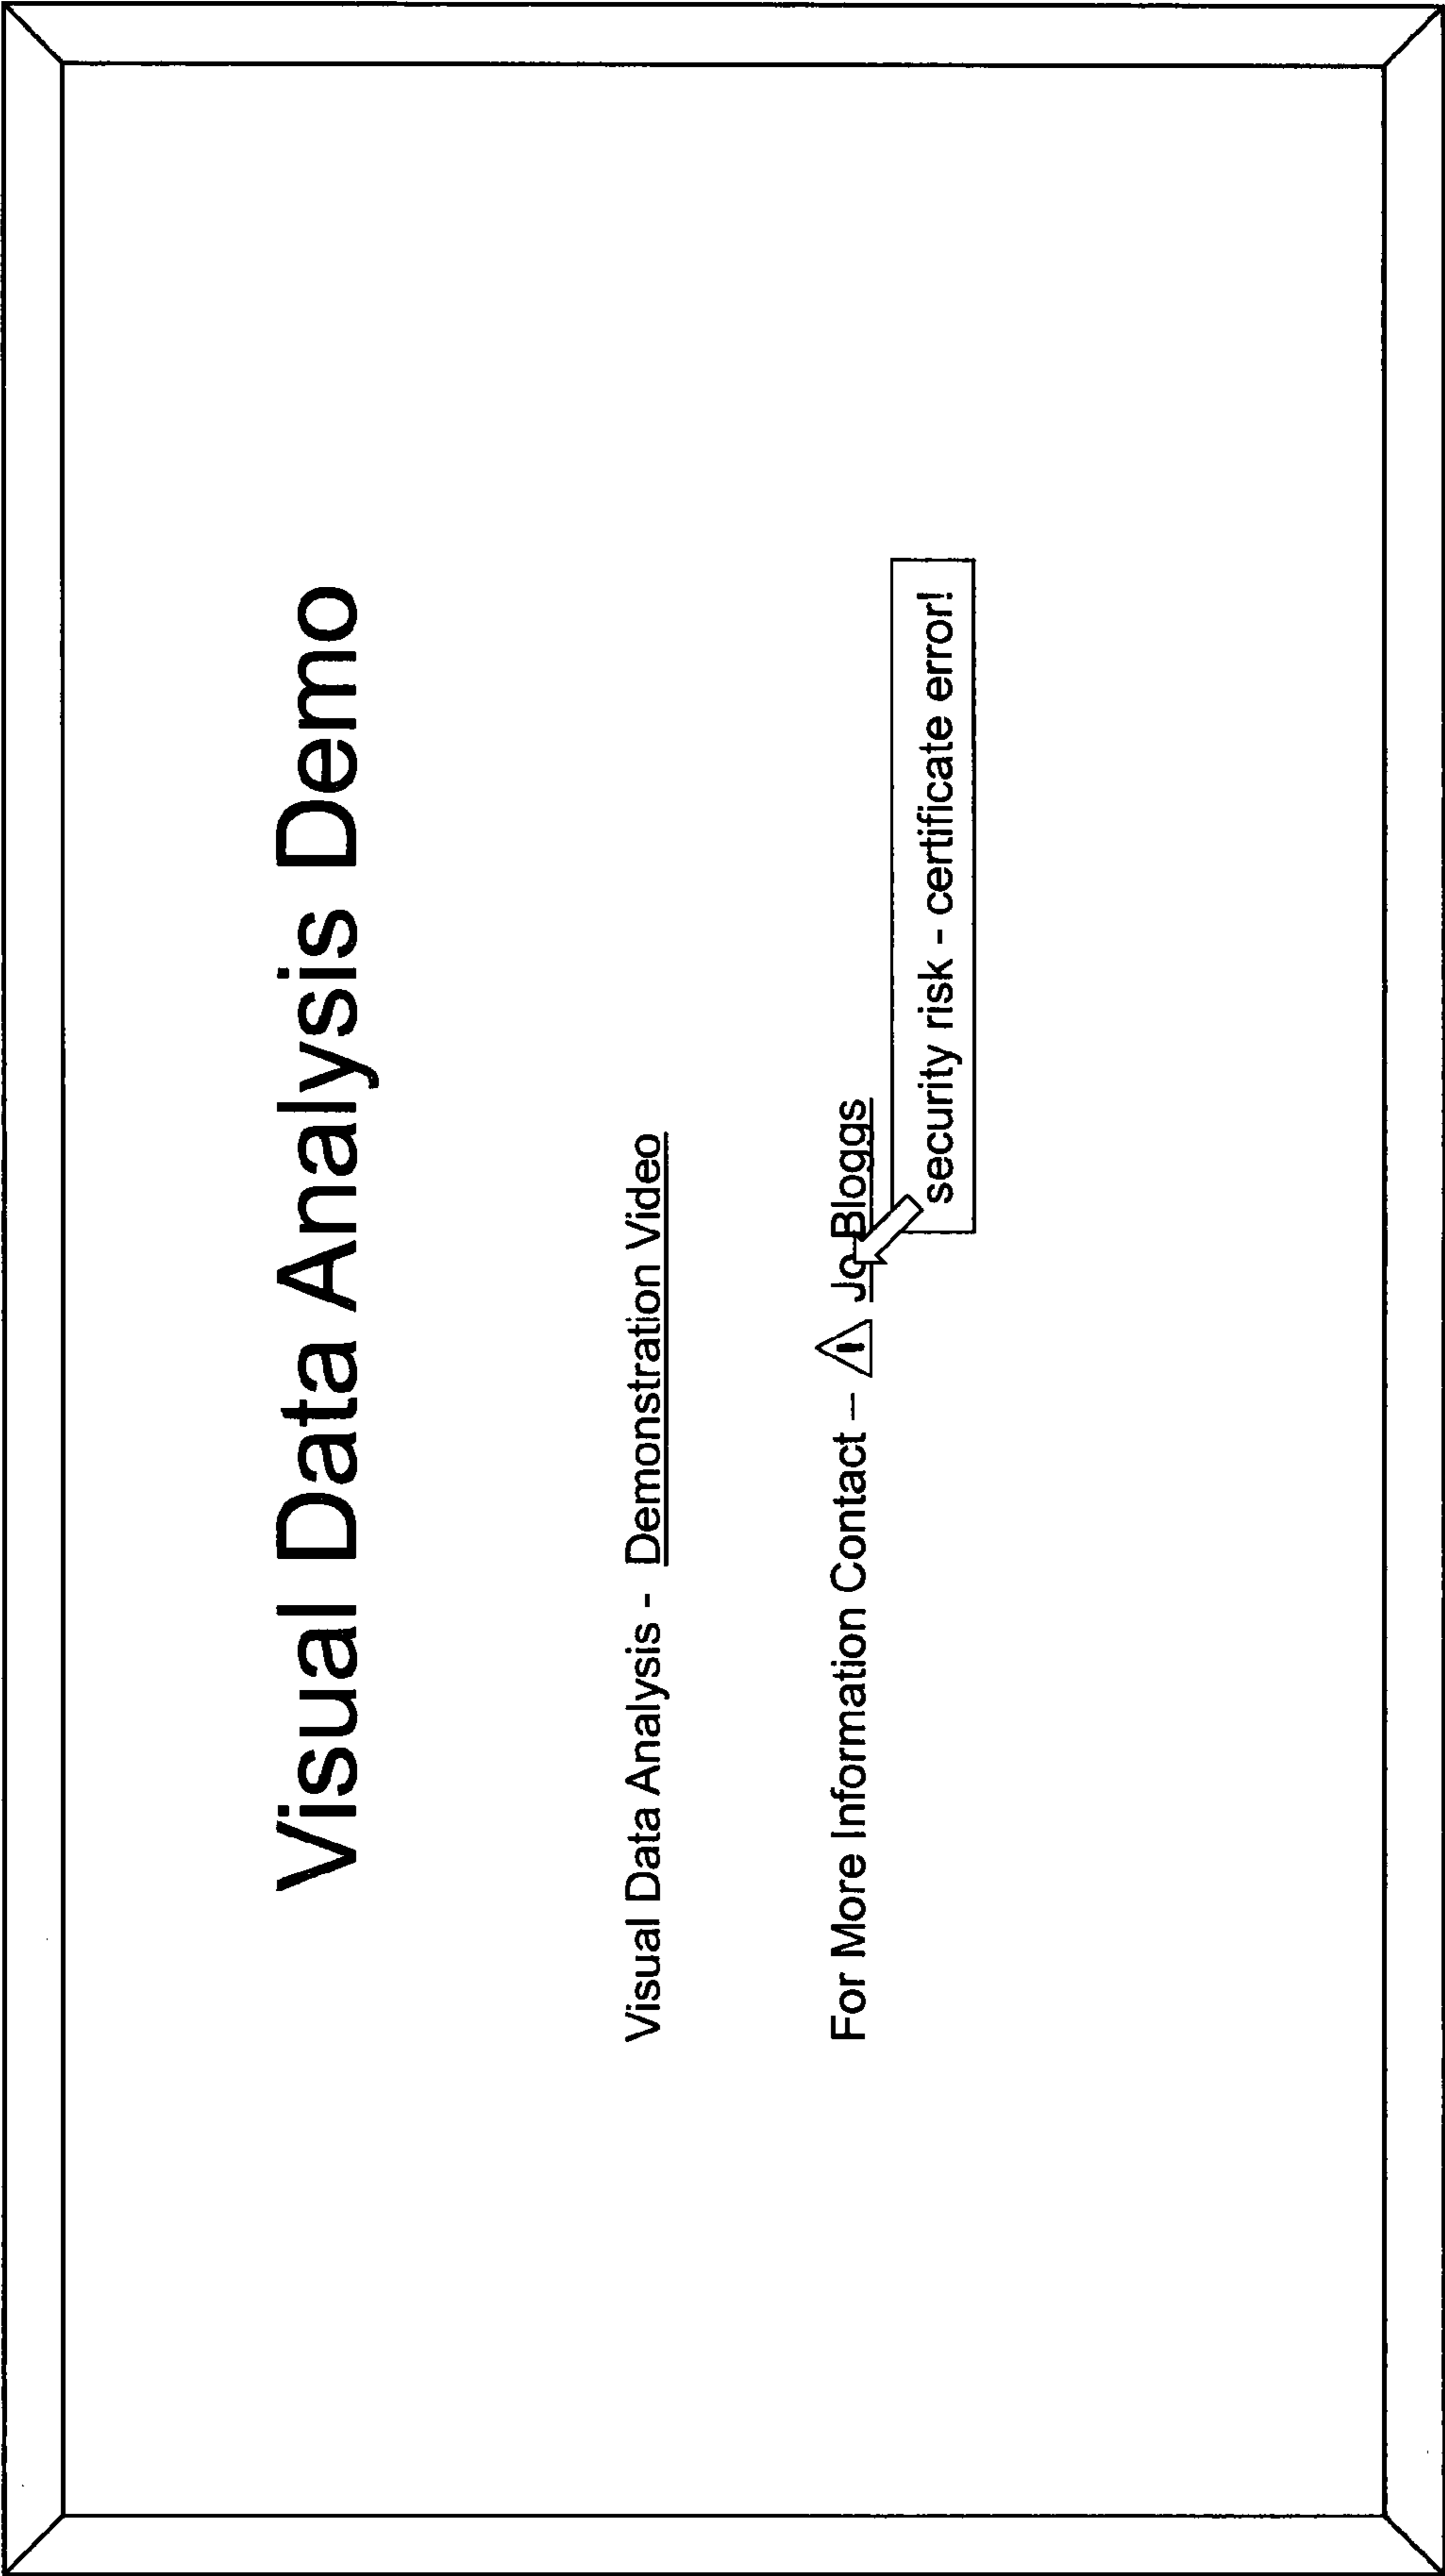 Visual Data Analysis Demo
Visual Data Analysis - Demonstration Video
For More Information Contact – Jo Bloggs
security risk - certificate error!